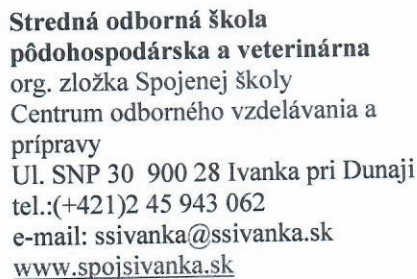 Stredná odborná škola
pôdohospodárska a veterinárna
org. zložka Spojenej školy
Centrum odborného vzdelávania a
prípravy
Ul. SNP 30 900 28 Ivanka pri Dunaji
tel.:(+421)2 45 943 062
e-mail: ssivanka@ssivanka.sk
www.spojsivanka.sk